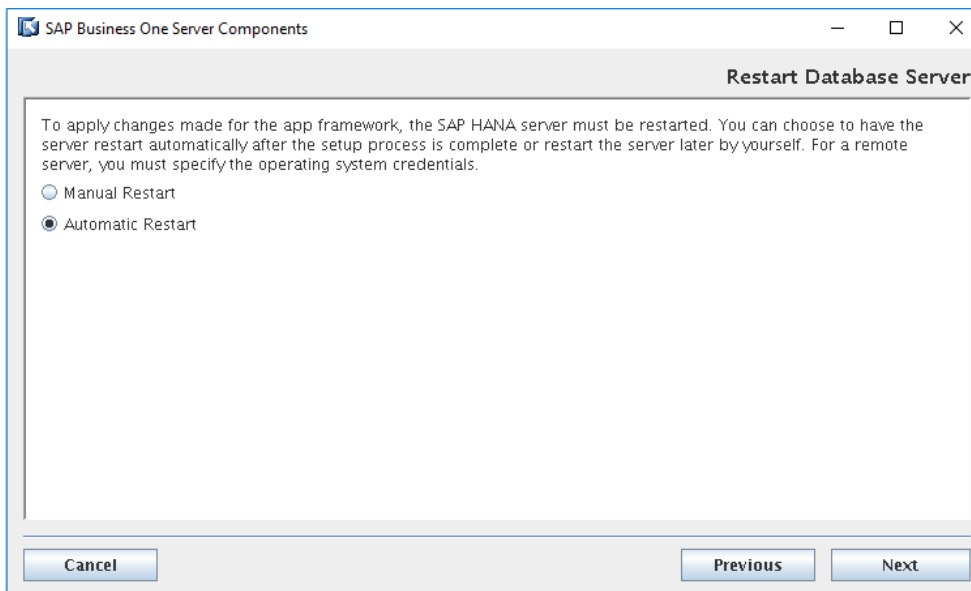 SAP Business One Server Components
Restart Database Server
To apply changes made for the app framework, the SAP HANA server must be restarted. You can choose to have the
server restart automatically after the setup process is complete or restart the server later by yourself. For a remote
server, you must specify the operating system credentials.
Manual Restart
Automatic Restart
Cancel
Previous
Next